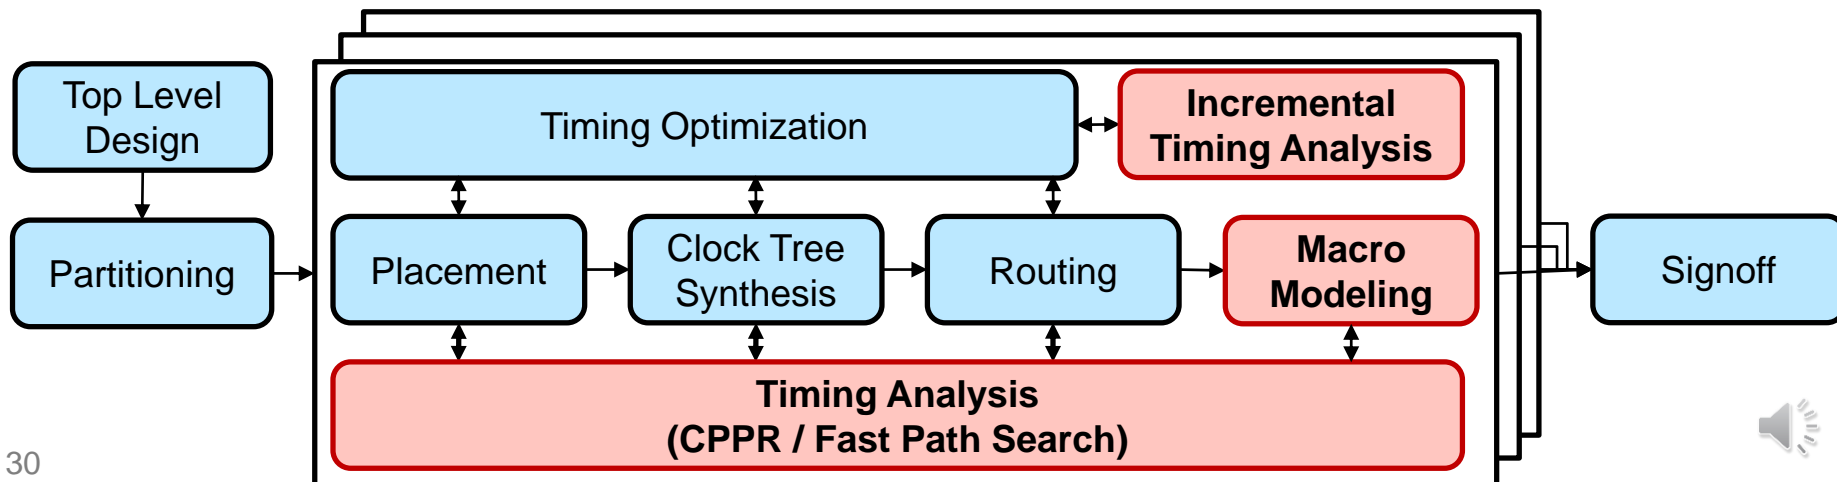 Top Level
Design
Timing Optimization
Incremental
Timing Analysis
Partitioning
Placement
Clock Tree
Synthesis
Routing
Macro
Modeling
Signoff
Timing Analysis
(CPPR / Fast Path Search)
30